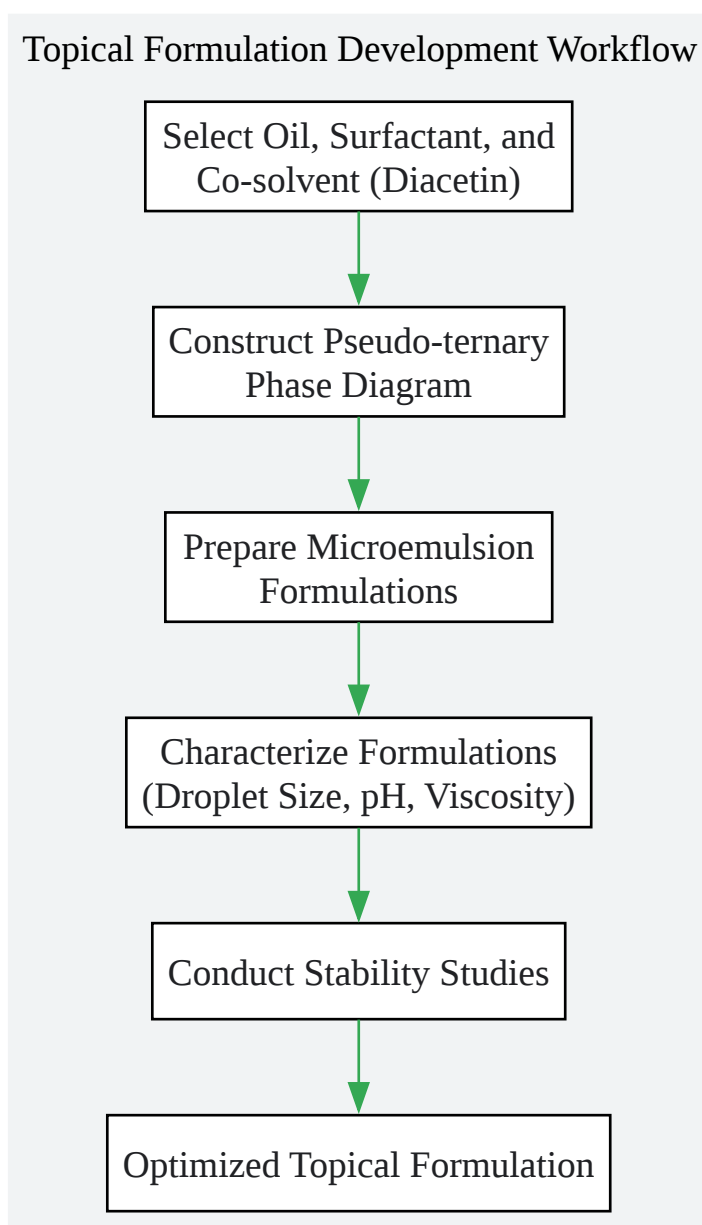 Topical Formulation Development Workflow
Select Oil, Surfactant, and
Co-solvent (Diacetin)
Construct Pseudo-ternary
Phase Diagram
Prepare Microemulsion
Formulations
Characterize Formulations
(Droplet Size, pH, Viscosity)
Conduct Stability Studies
Optimized Topical Formulation